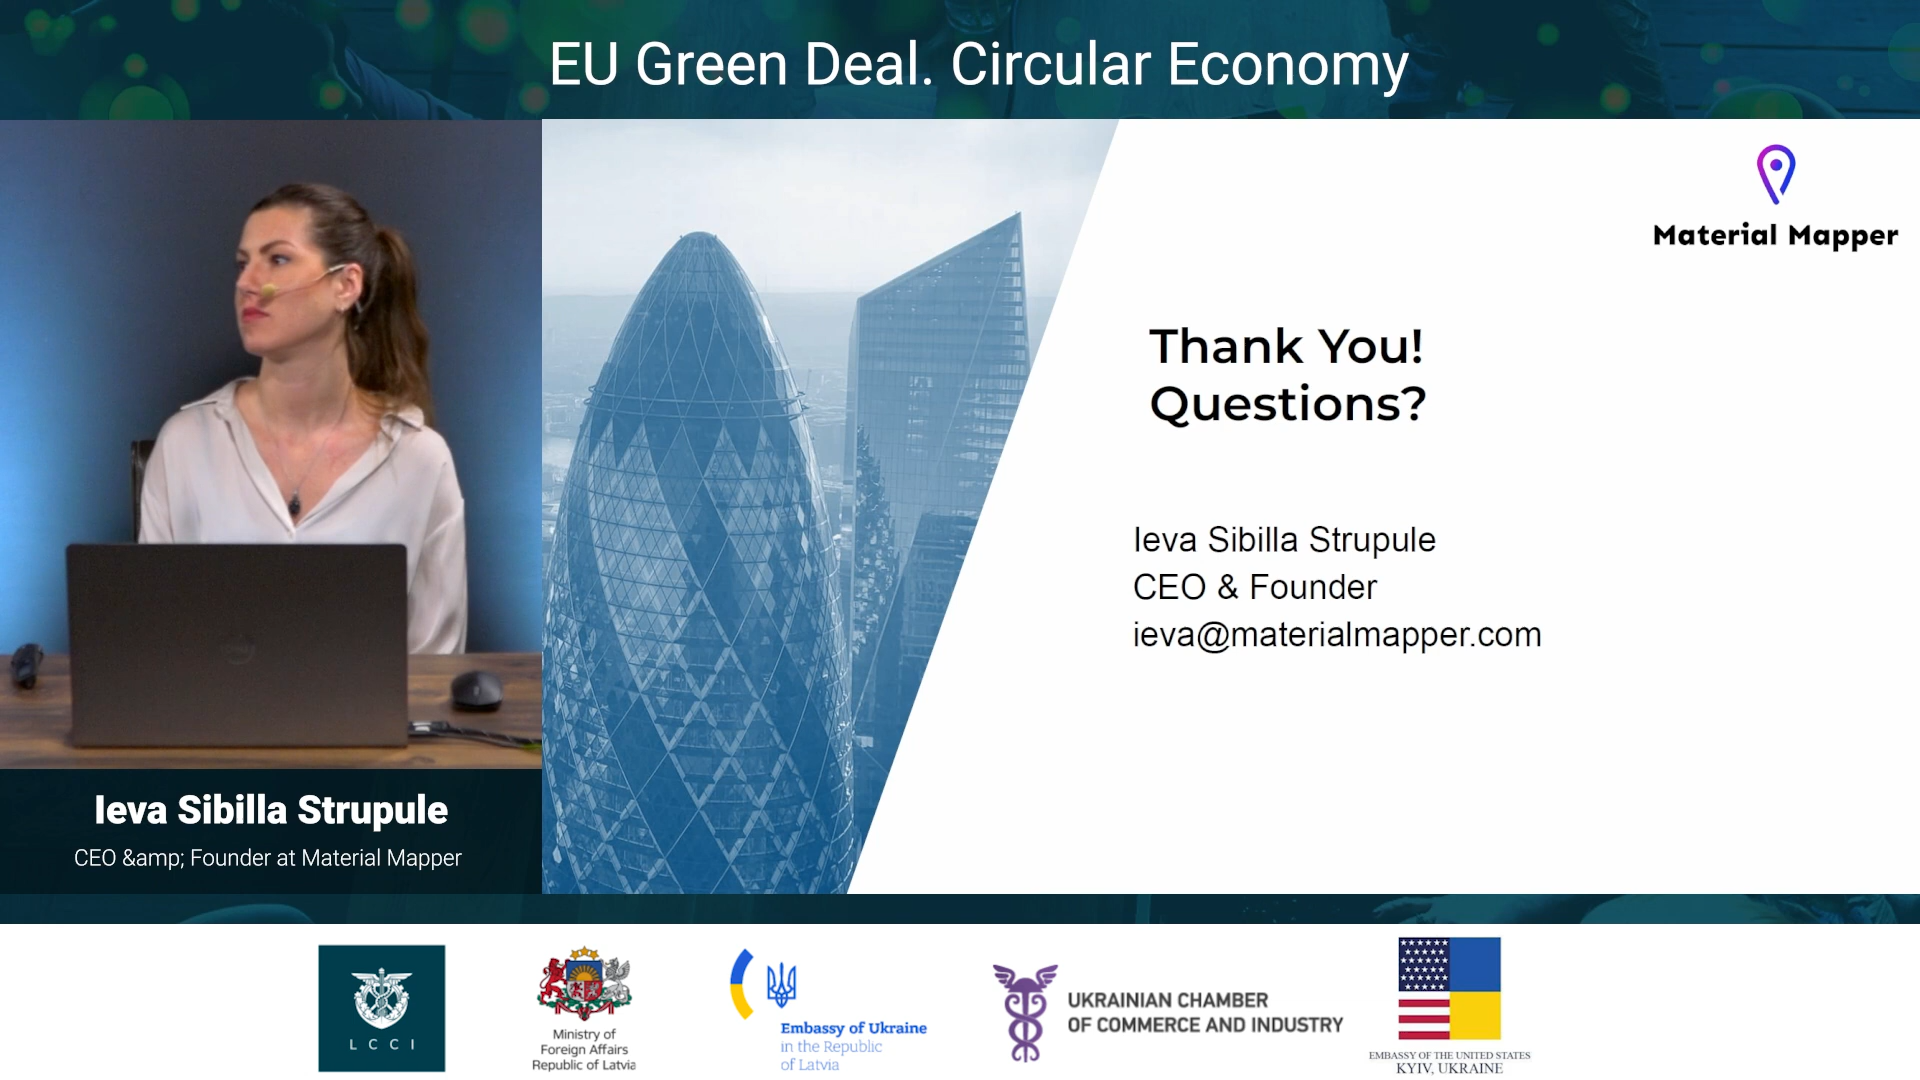 EU Green Deal. Circular Economy
Material Mapper
Thank You!
Questions?
Ieva Sibilla Strupule
CEO & Founder
ieva@materialmapper.com
Ieva Sibilla Strupule
CEO &amp; Founder at Material Mapper
LCCI
Ministry of
Foreign Affairs
Republic of Latvia
Embassy of Ukraine
in the Republic
of Latvia
UKRAINIAN CHAMBER
OF COMMERCE AND INDUSTRY
EMBASSY OF THE UNITED STATES
KYIV, UKRAINE